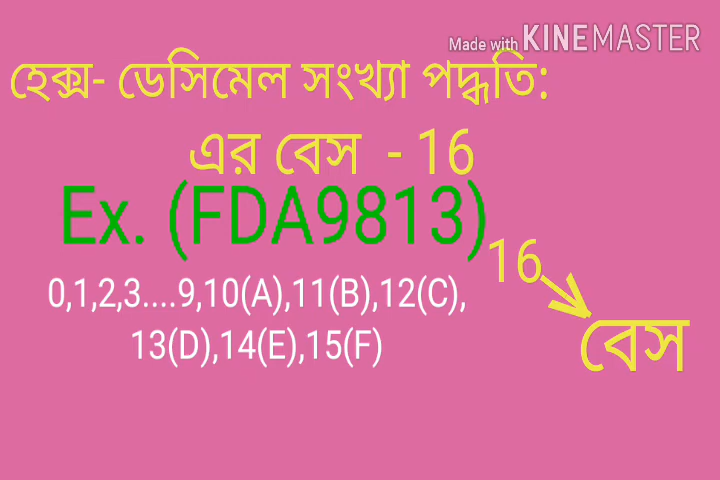 Made with KINEMASTER
হেক্স- ডেসিমেল সংখ্যা পদ্ধতি:
এর বেস - 16
Ex. (FDA9813)
16
0,1,2,3....9,10(A),11(B),12(C),
13(D),14(E),15(F)
বেস